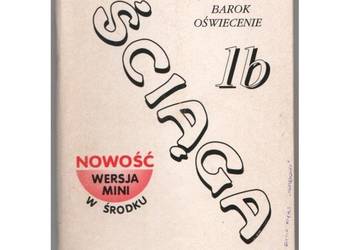 BAROK
OŚWIECENIE
1b
ŚCIĄGA
NOWOŚĆ
WERSJA
MINI
W ŚRODKU